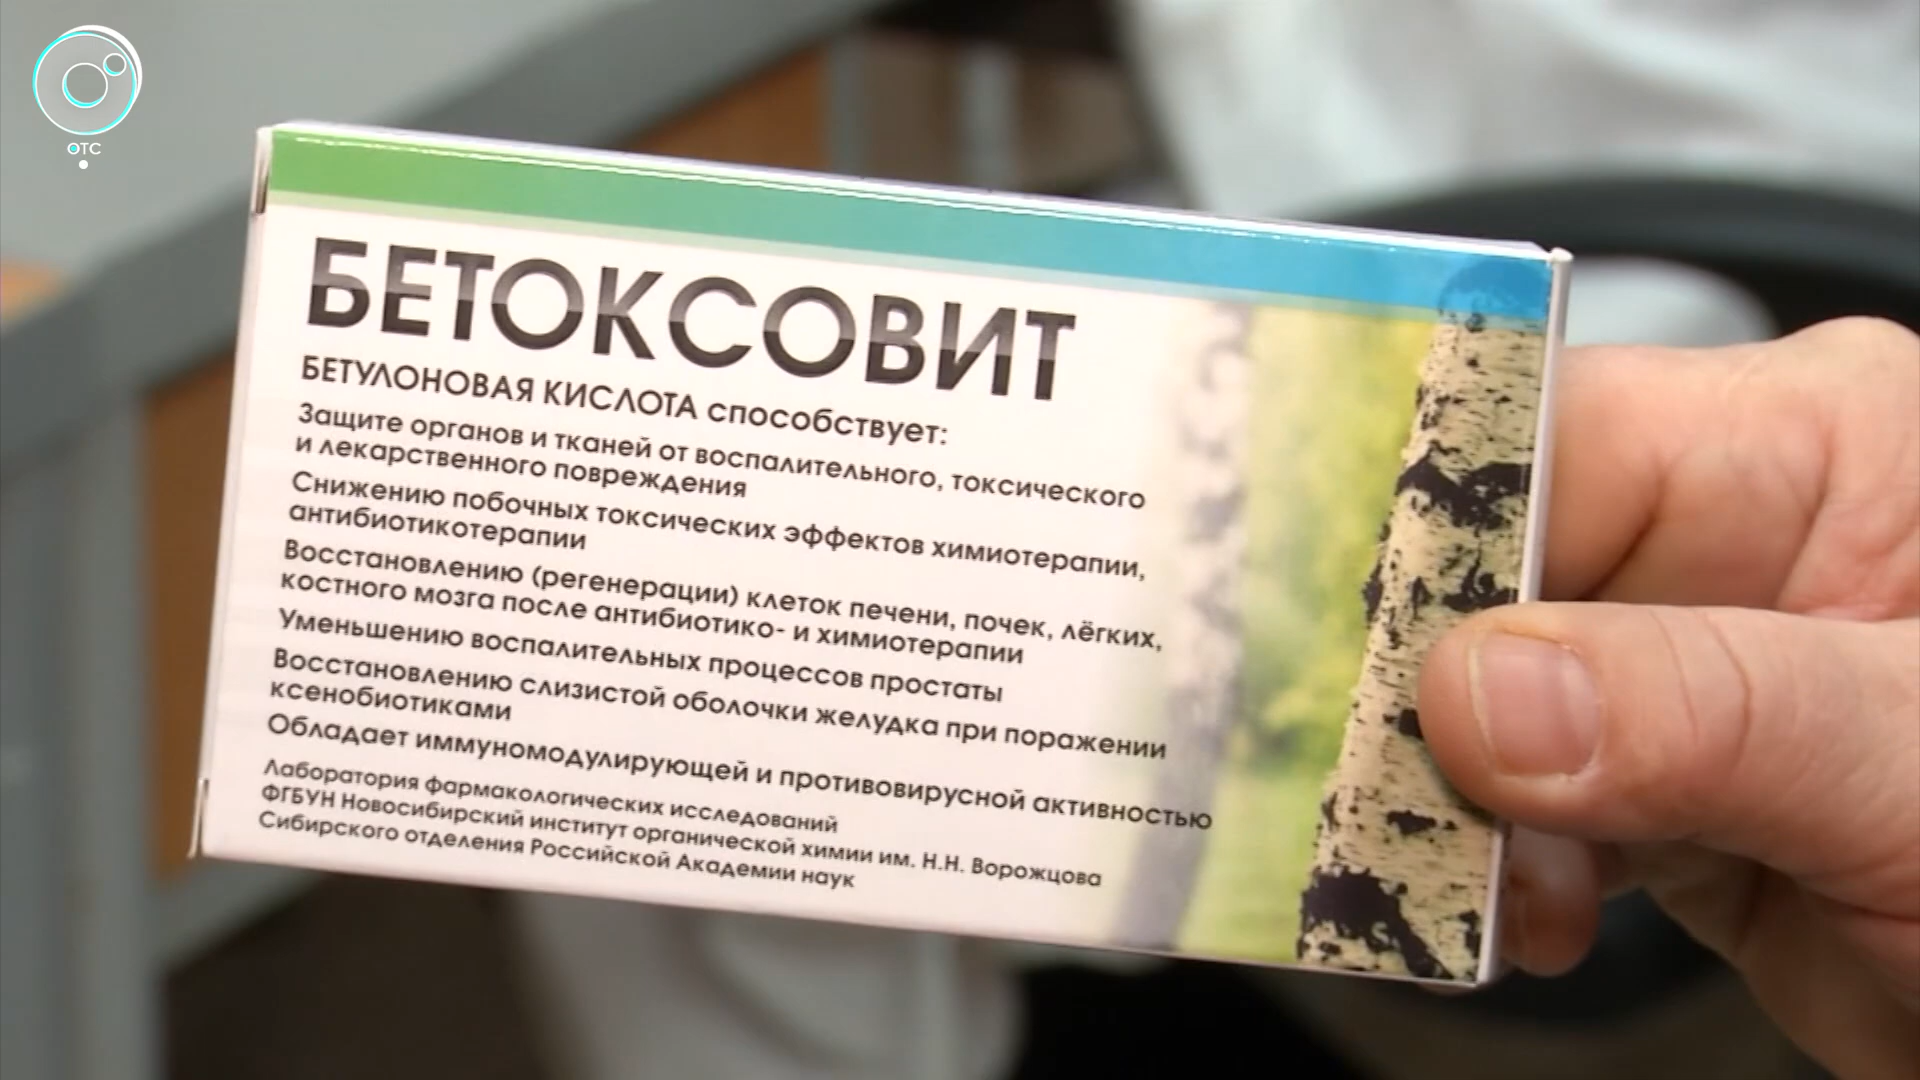 ОТС
БЕТОКСОВИТ
БЕТУЛОНОВАЯ КИСЛОТА способствует:
Защите органов и тканей от воспалительного, токсического
и лекарственного повреждения
Снижению побочных токсических эффектов химиотерапии,
антибиотикотерапии
Восстановлению (регенерации) клеток печени, почек, лёгких,
костного мозга после антибиотико- и химиотерапии
Уменьшению воспалительных процессов простаты
Восстановлению слизистой оболочки желудка при поражении
ксенобиотиками
Обладает иммуномодулирующей и противовирусной активностью
Лаборатория фармакологических исследований
ФГБУН Новосибирский институт органической химии им. Н.Н. Ворожцова
Сибирского отделения Российской Академии наук